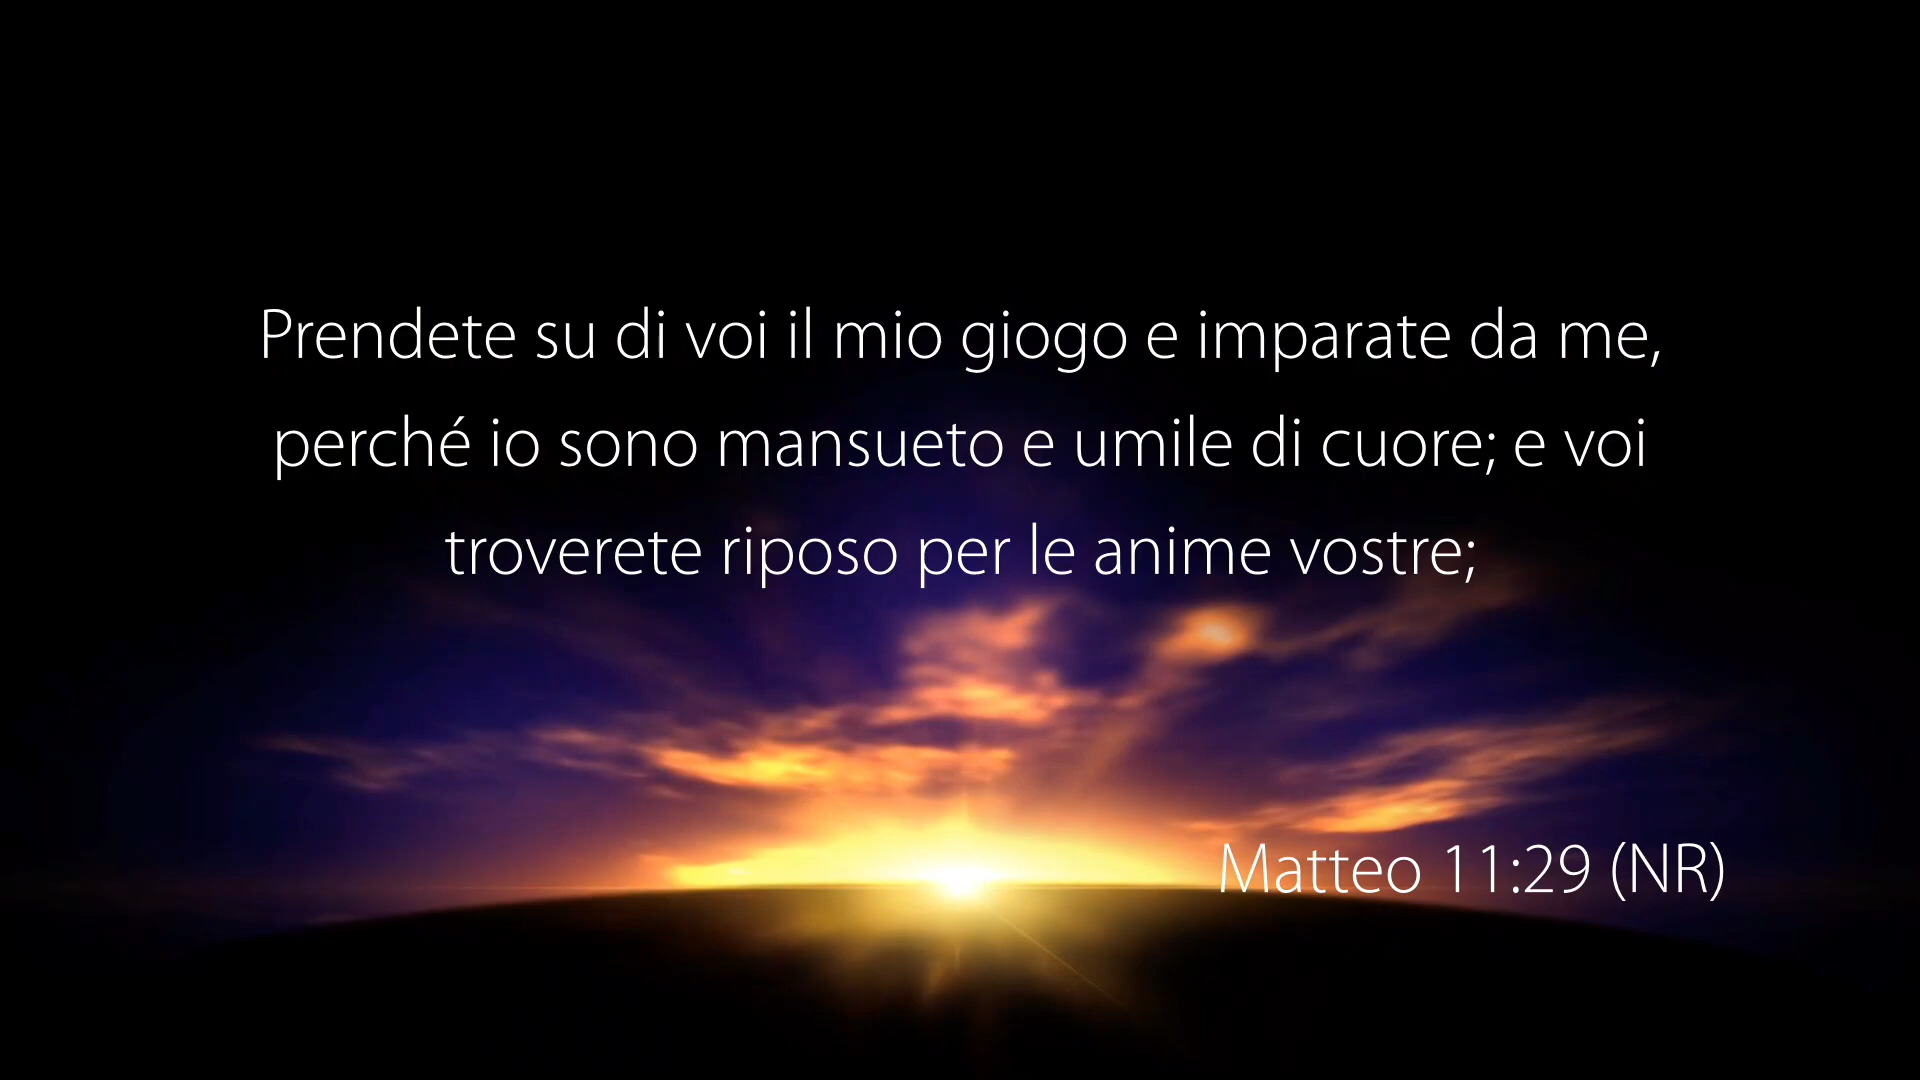 Prendete su di voi il mio giogo e imparate da me,
perché io sono mansueto e umile di cuore; e voi
troverete riposo per le anime vostre;
Matteo 11:29 (NR)